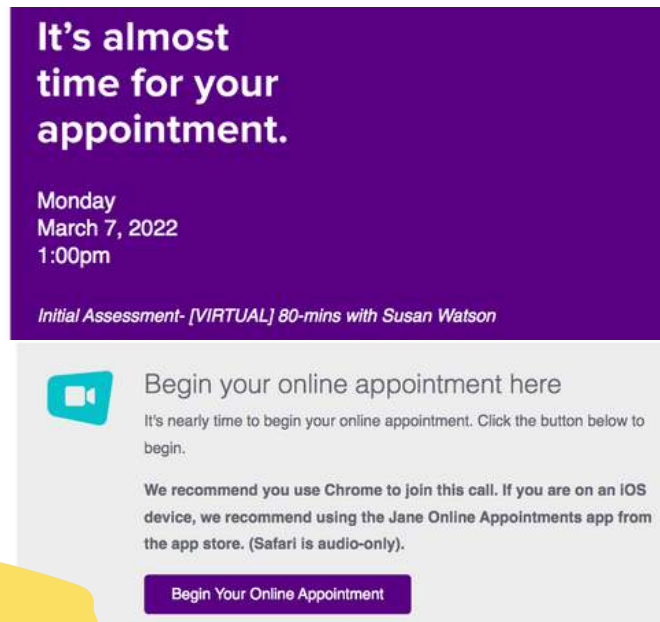 It's almost
time for your
appointment.
Monday
March 7, 2022
1:00pm
Initial Assessment- [VIRTUAL] 80-mins with Susan Watson
Begin your online appointment here
It's nearly time to begin your online appointment. Click the button below to
begin.
We recommend you use Chrome to join this call. If you are on an iOS
device, we recommend using the Jane Online Appointments app from
the app store. (Safari is audio-only).
Begin Your Online Appointment